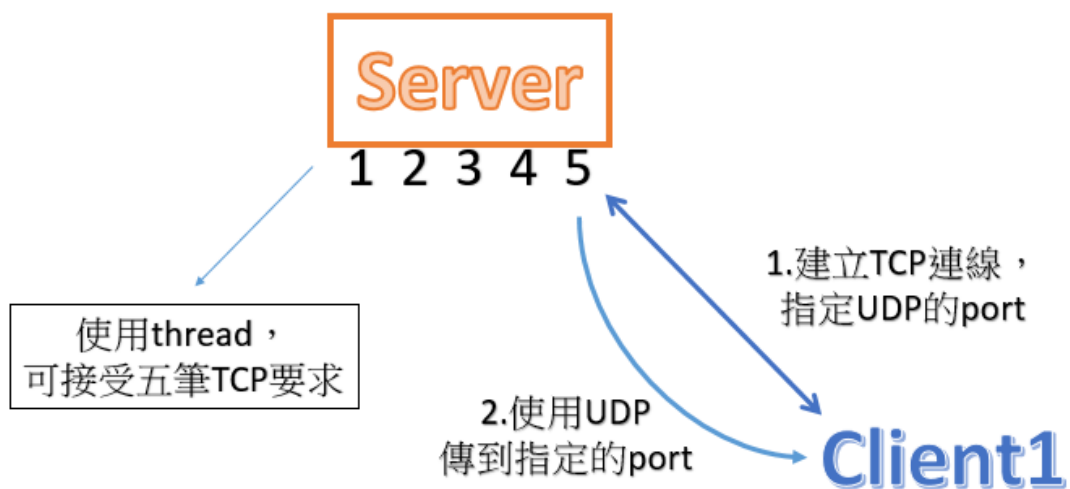 Server
1 2 3 4 5
1.建立TCP連線，
指定UDP的port
使用thread，
可接受五筆TCP要求
2.使用UDP
傳到指定的port
Client1